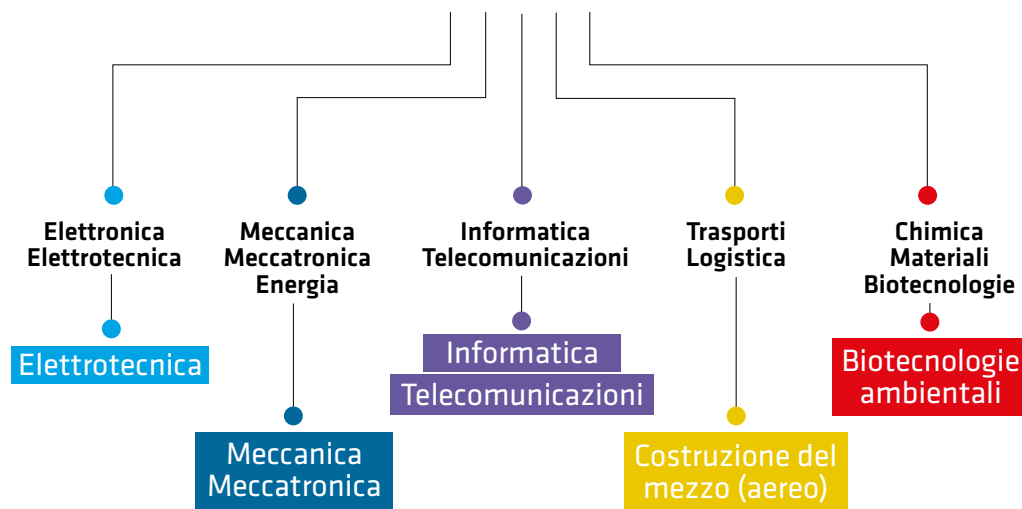 Elettronica
Elettrotecnica
Meccanica
Meccatronica
Energia
Informatica
Telecomunicazioni
Trasporti
Logistica
Chimica
Materiali
Biotecnologie
Elettrotecnica
Meccanica
Meccatronica
Informatica
Telecomunicazioni
Costruzione del
mezzo (aereo)
Biotecnologie
ambientali